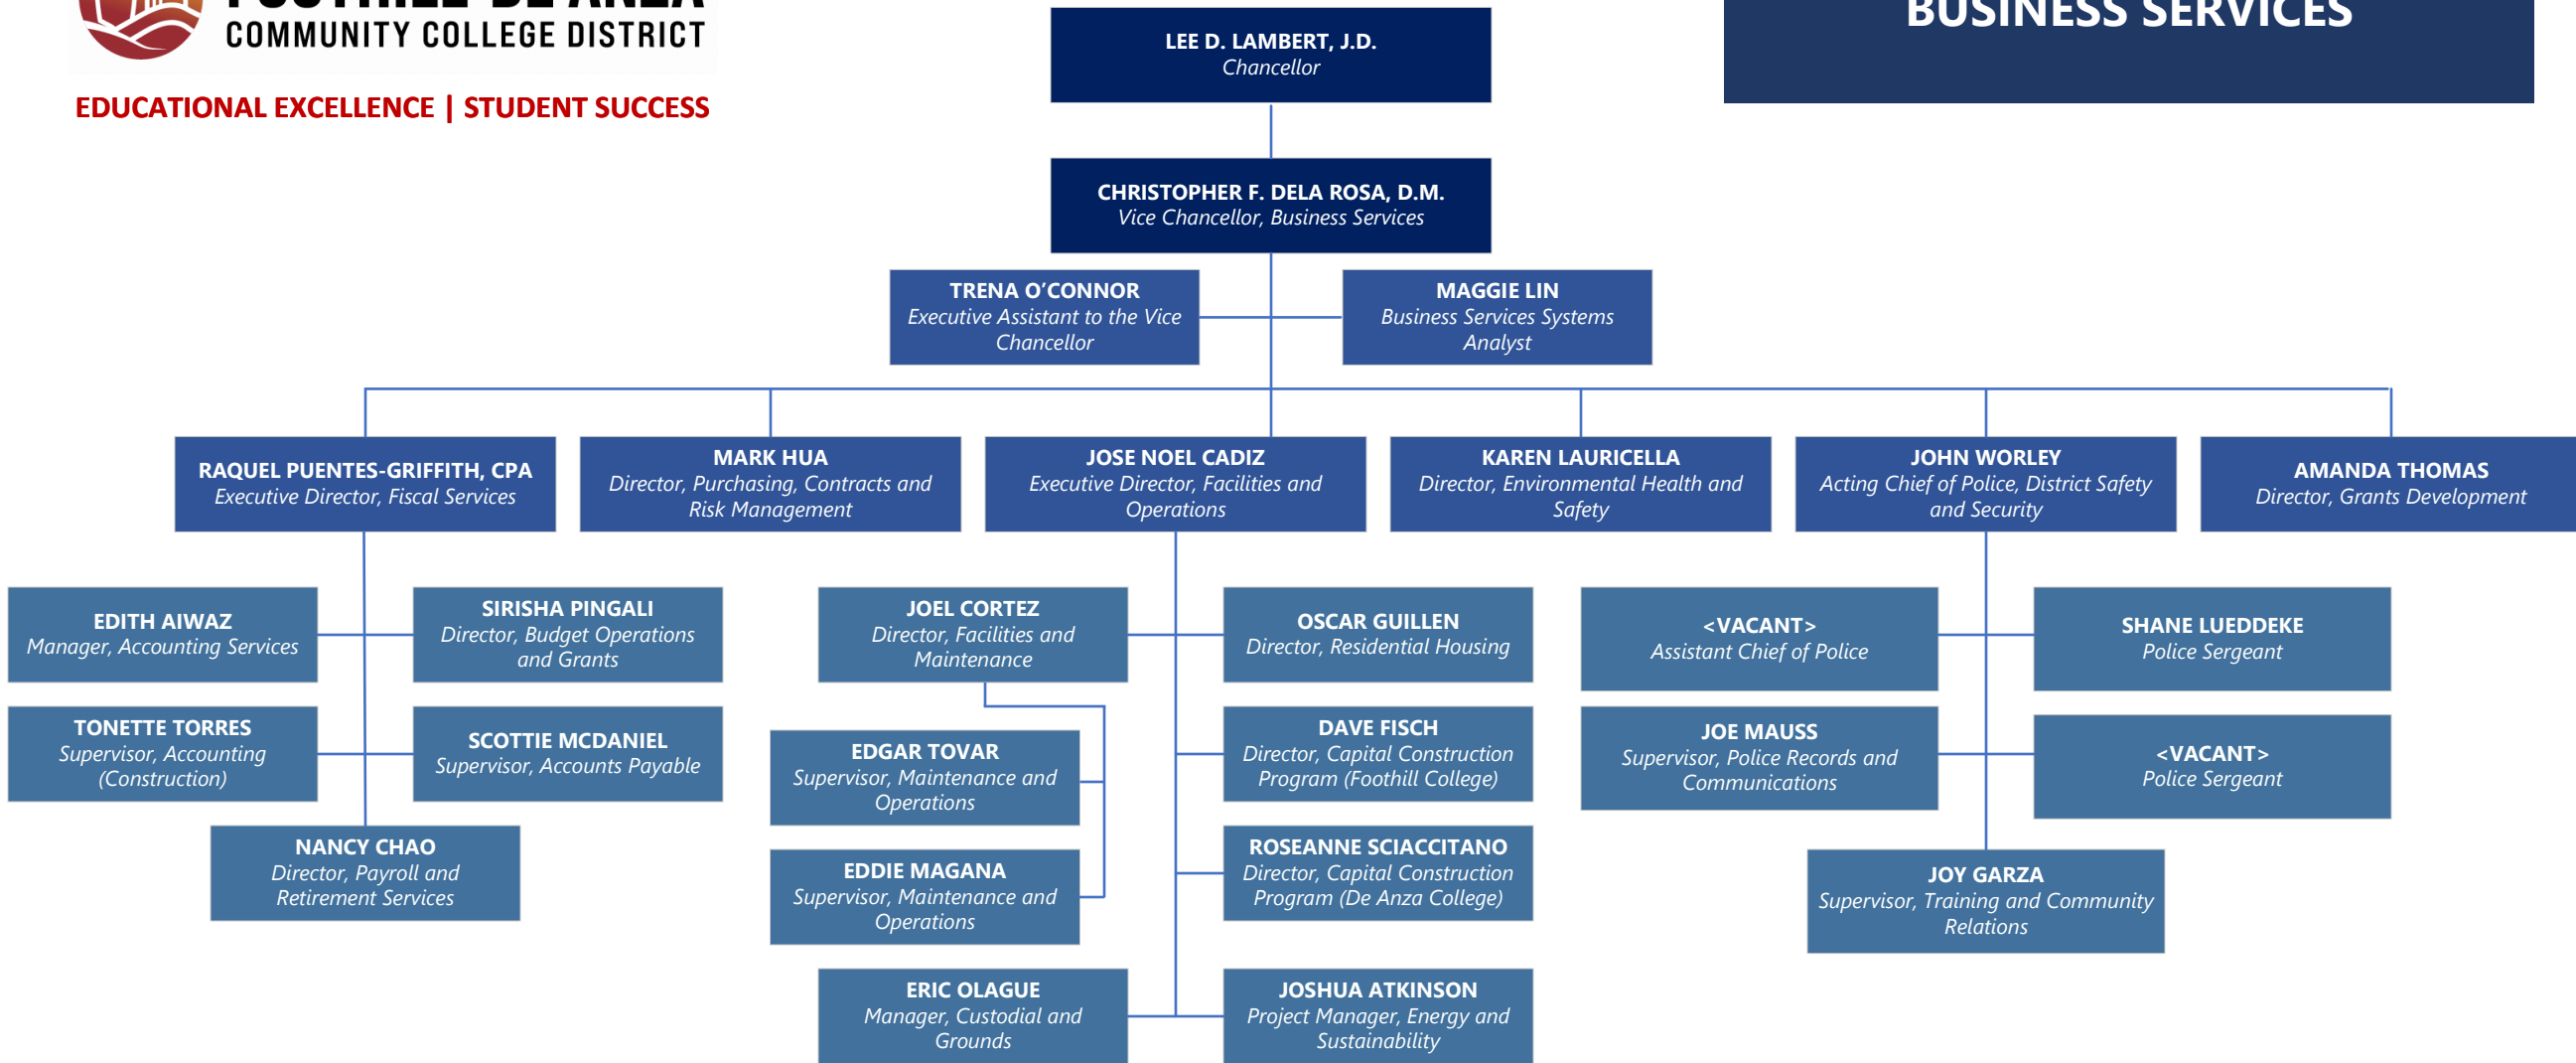 COMMUNITY COLLEGE DISTRICT
EDUCATIONAL EXCELLENCE | STUDENT SUCCESS
BUSINESS SERVICES
LEE D. LAMBERT, J.D.
Chancellor
CHRISTOPHER F. DELA ROSA, D.M.
Vice Chancellor, Business Services
TRENA O’CONNOR
Executive Assistant to the Vice
Chancellor
MAGGIE LIN
Business Services Systems
Analyst
RAQUEL PUENTES-GRIFFITH, CPA
Executive Director, Fiscal Services
MARK HUA
Director, Purchasing, Contracts and
Risk Management
JOSE NOEL CADIZ
Executive Director, Facilities and
Operations
KAREN LAURICELLA
Director, Environmental Health and
Safety
JOHN WORLEY
Acting Chief of Police, District Safety
and Security
AMANDA THOMAS
Director, Grants Development
EDITH AIWAZ
Manager, Accounting Services
SIRISHA PINGALI
Director, Budget Operations
and Grants
TONETTE TORRES
Supervisor, Accounting
(Construction)
SCOTTIE MCDANIEL
Supervisor, Accounts Payable
NANCY CHAO
Director, Payroll and
Retirement Services
JOEL CORTEZ
Director, Facilities and
Maintenance
OSCAR GUILLEN
Director, Residential Housing
EDGAR TOVAR
Supervisor, Maintenance and
Operations
DAVE FISCH
Director, Capital Construction
Program (Foothill College)
EDDIE MAGANA
Supervisor, Maintenance and
Operations
ROSEANNE SCIACCITANO
Director, Capital Construction
Program (De Anza College)
ERIC OLAGUE
Manager, Custodial and
Grounds
JOSHUA ATKINSON
Project Manager, Energy and
Sustainability
<VACANT>
Assistant Chief of Police
SHANE LUEDDEKE
Police Sergeant
JOE MAUSS
Supervisor, Police Records and
Communications
<VACANT>
Police Sergeant
JOY GARZA
Supervisor, Training and Community
Relations